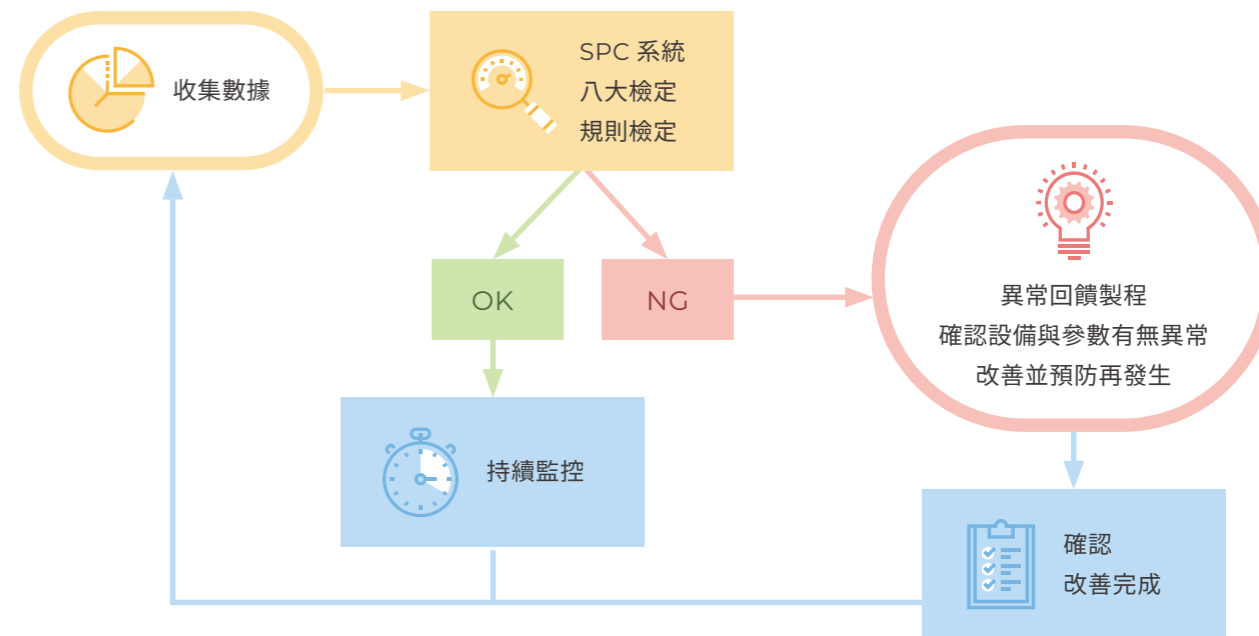 收集數據
SPC 系統
八大檢定
規則檢定
OK
NG
異常回饋製程
確認設備與參數有無異常
改善並預防再發生
持續監控
確認
改善完成